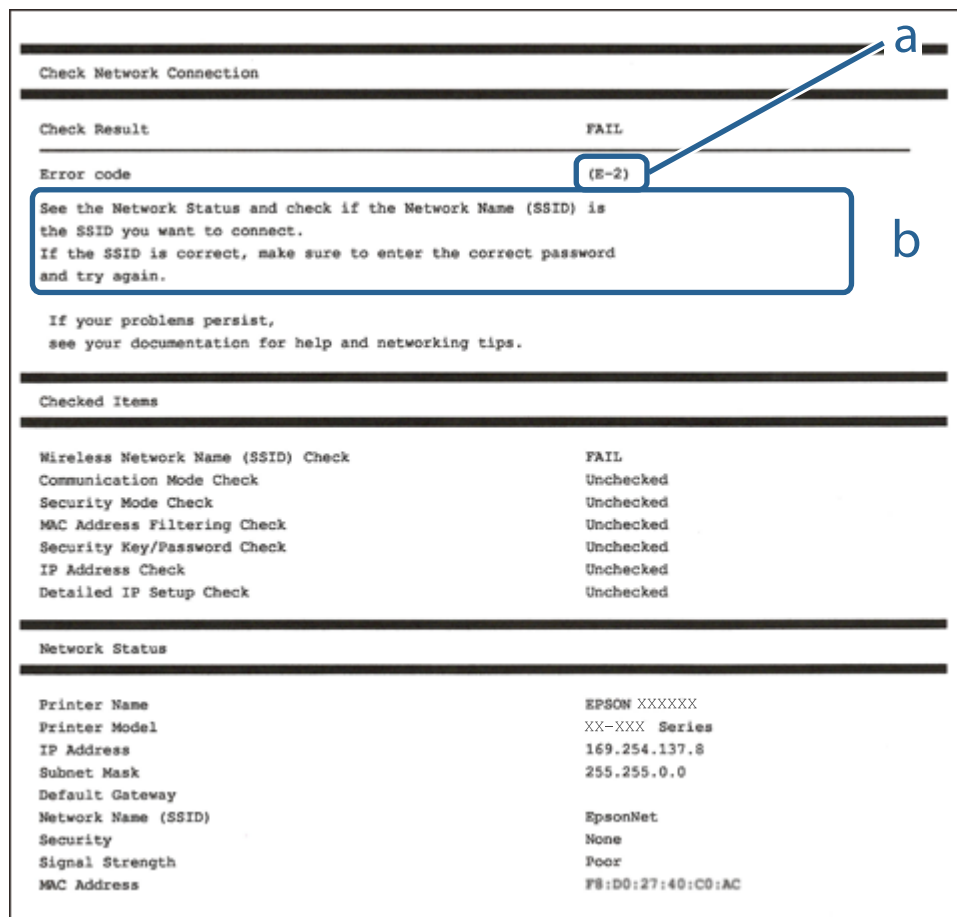 a
Check Network Connection
Check Result FAIL
Error code (E-2)
See the Network Status and check if the Network Name (SSID) is
the SSID you want to connect.
If the SSID is correct, make sure to enter the correct password
and try again.
b
If your problems persist,
see your documentation for help and networking tips.
Checked Items
Wireless Network Name (SSID) Check FAIL
Communication Mode Check Unchecked
Security Mode Check Unchecked
MAC Address Filtering Check Unchecked
Security Key/Password Check Unchecked
IP Address Check Unchecked
Detailed IP Setup Check Unchecked
Network Status
Printer Name EPSON XXXXXX
Printer Model XX-XXX Series
IP Address 169.254.137.8
Subnet Mask 255.255.0.0
Default Gateway
Network Name (SSID) EpsonNet
Security None
Signal Strength Poor
MAC Address F8:D0:27:40:C0:AC